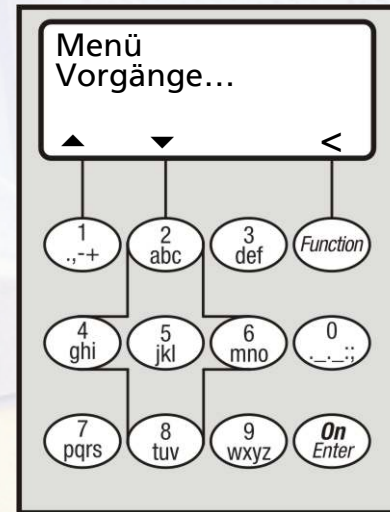 Menü
Vorgänge...
<
1
.,-+
2
abc
3
def
Function
4
ghi
5
jkl
6
mno
0
._-_:;
7
pqrs
8
tuv
9
wxyz
On
Enter